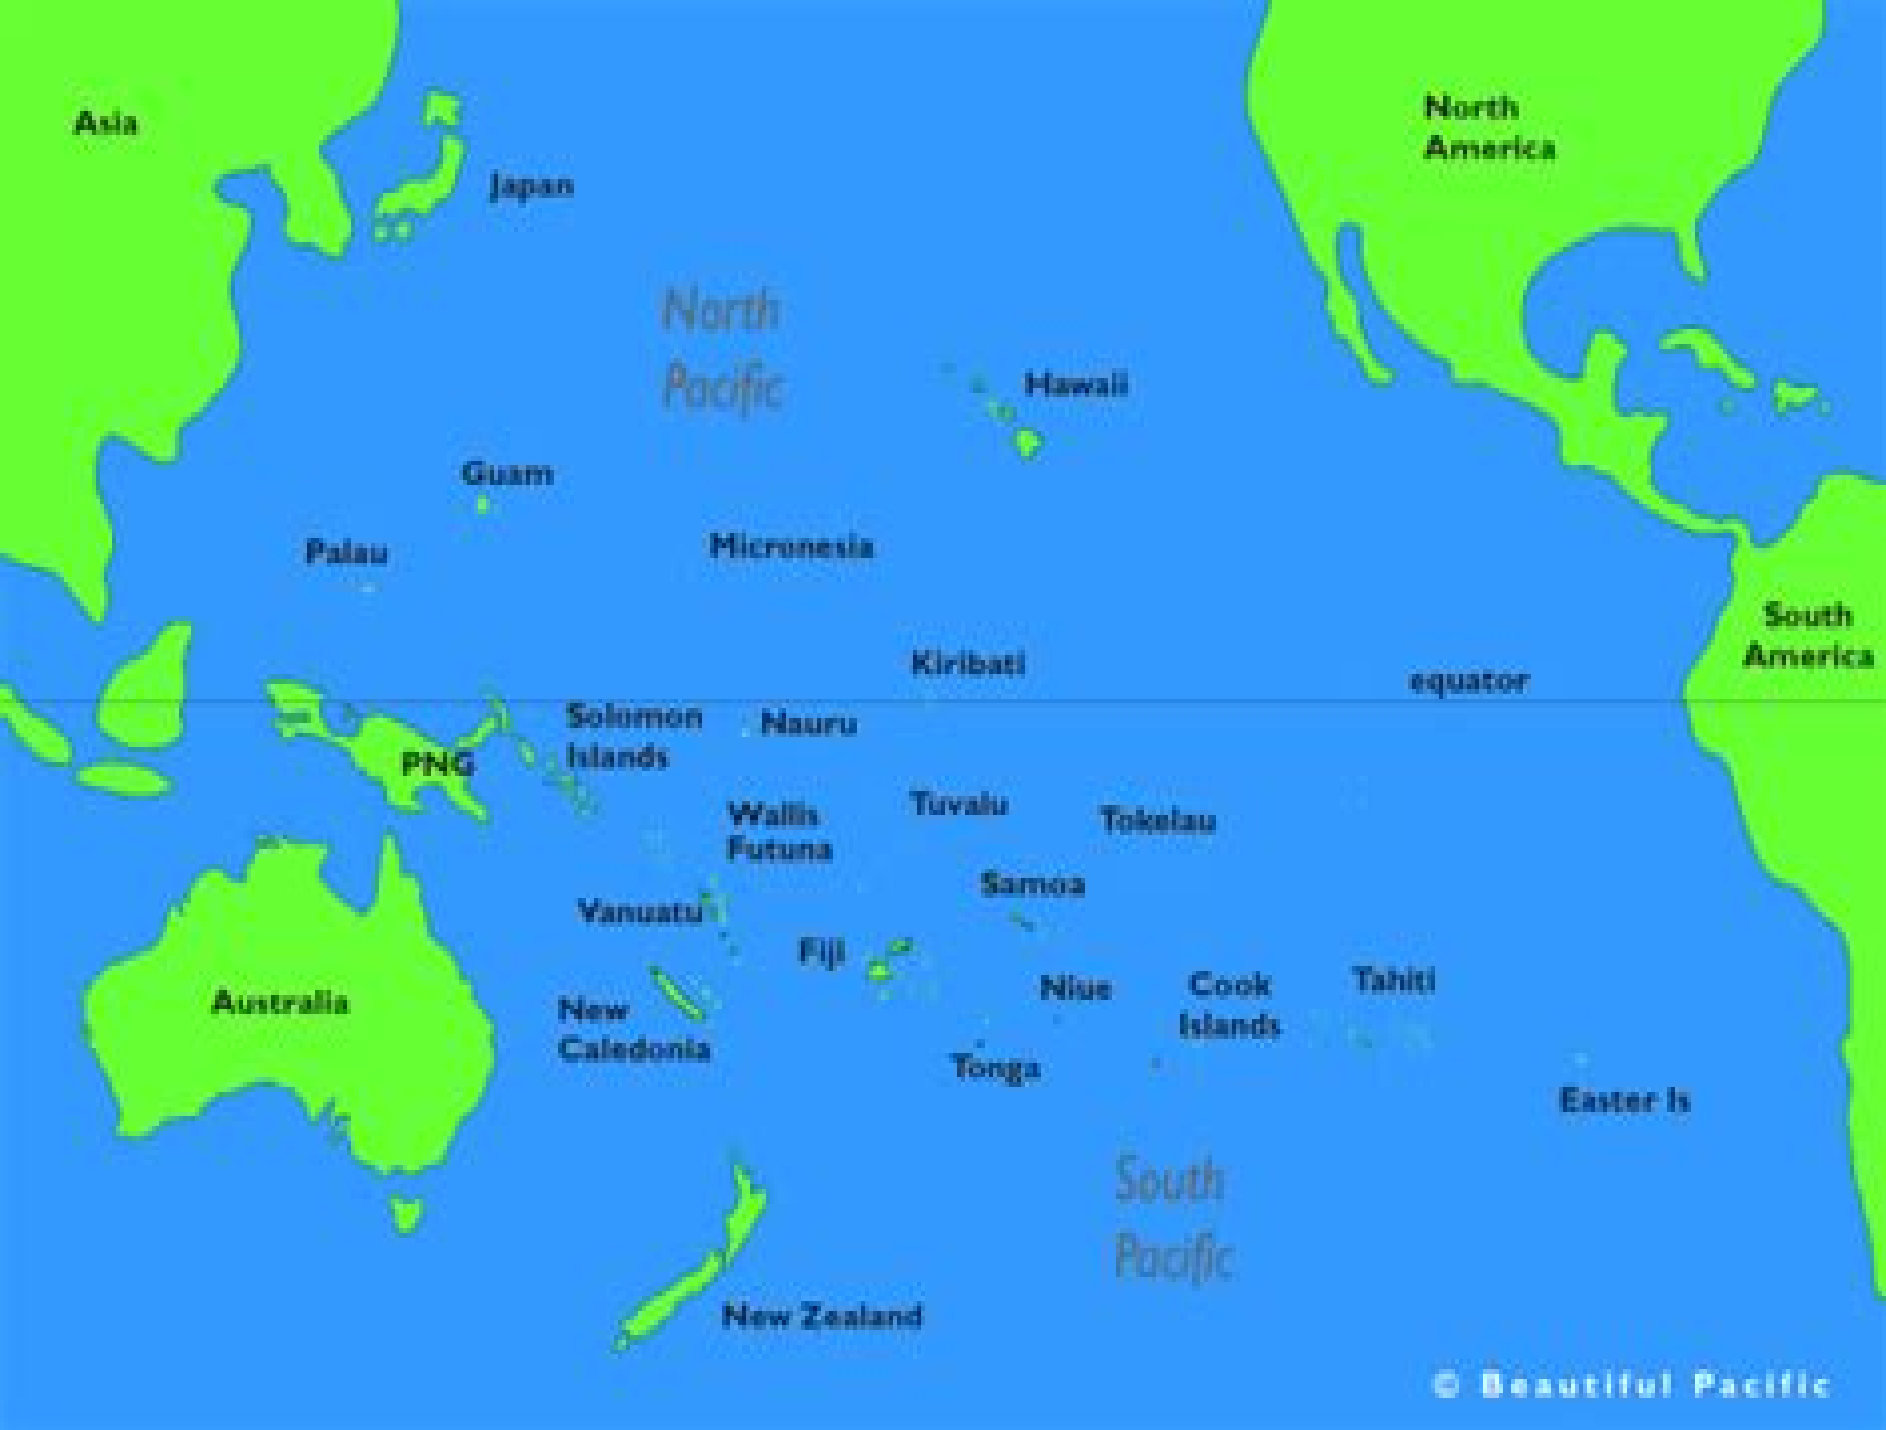 Asia
North
America
Japan
North
Pacific
Hawaii
Guam
Palau
Micronesia
South
America
Kiribati
equator
Solomon
Islands
Nauru
PNG
Wallis
Futuna
Tuvalu
Tokelau
Samoa
Vanuatu
Fiji
Australia
New
Caledonia
Niue
Cook
Islands
Tahiti
Tonga
Easter Is
South
Pacific
New Zealand
© Beautiful Pacific